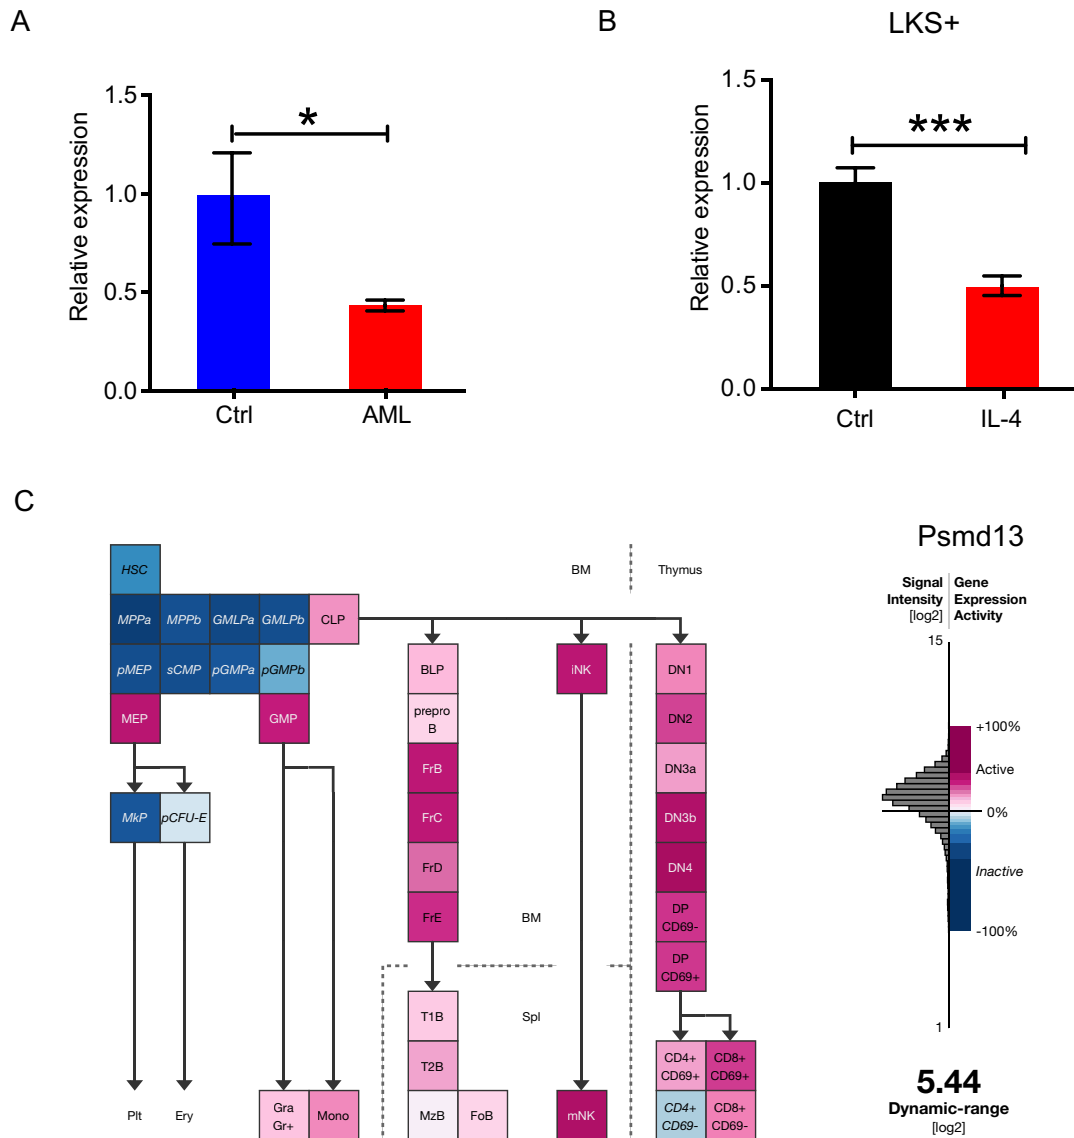 A
Relative expression
1.5
1.0
0.5
0.0
*
Ctrl
AML
B
LKS+
Relative expression
1.5
1.0
0.5
0.0
***
Ctrl
IL-4
C
HSC
BM
Thymus
MPPa
MPPb
GMLPa
GMLPb
CLP
pMEP
sCMP
pGMPa
pGMPb
BLP
iNK
DN1
MEP
GMP
prepro
B
DN2
FrB
DN3a
MkP
pCFU-E
FrC
DN3b
FrD
DN4
FrE
BM
DP
CD69-
DP
CD69+
T1B
Spl
T2B
CD4+
CD69+
CD8+
CD69+
Plt
Ery
Gra
Gr+
Mono
MzB
FoB
mNK
CD4+
CD69-
CD8+
CD69-
Psmd13
Signal
Intensity
[log2]
Gene
Expression
Activity
15
+100%
Active
0%
Inactive
-100%
1
5.44
Dynamic-range
[log2]